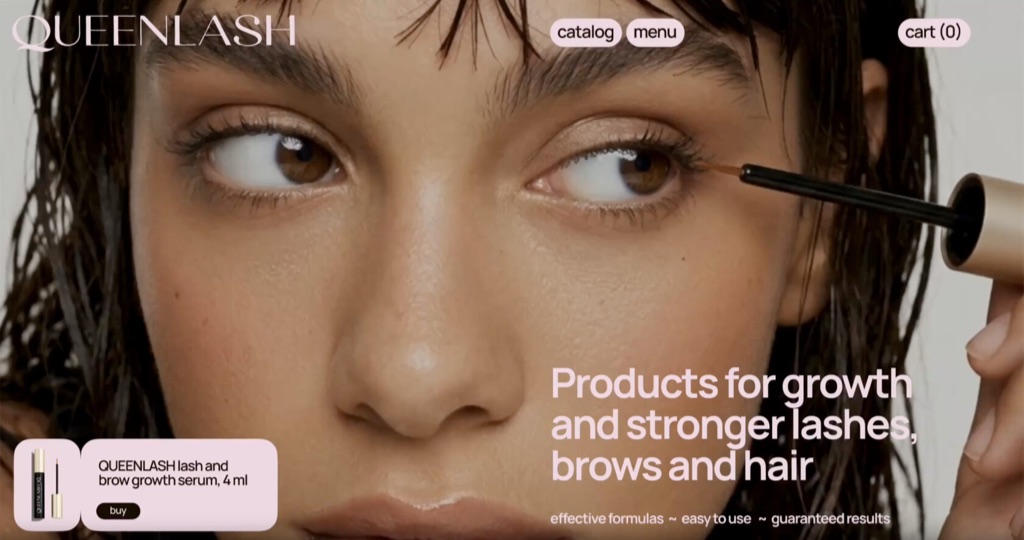 QUEENLASH
catalog
menu
cart (0)
Products for growth
and stronger lashes,
brows and hair
QUEENLASH lash and
brow growth serum, 4 ml
buy
effective formulas ~ easy to use ~ guaranteed results